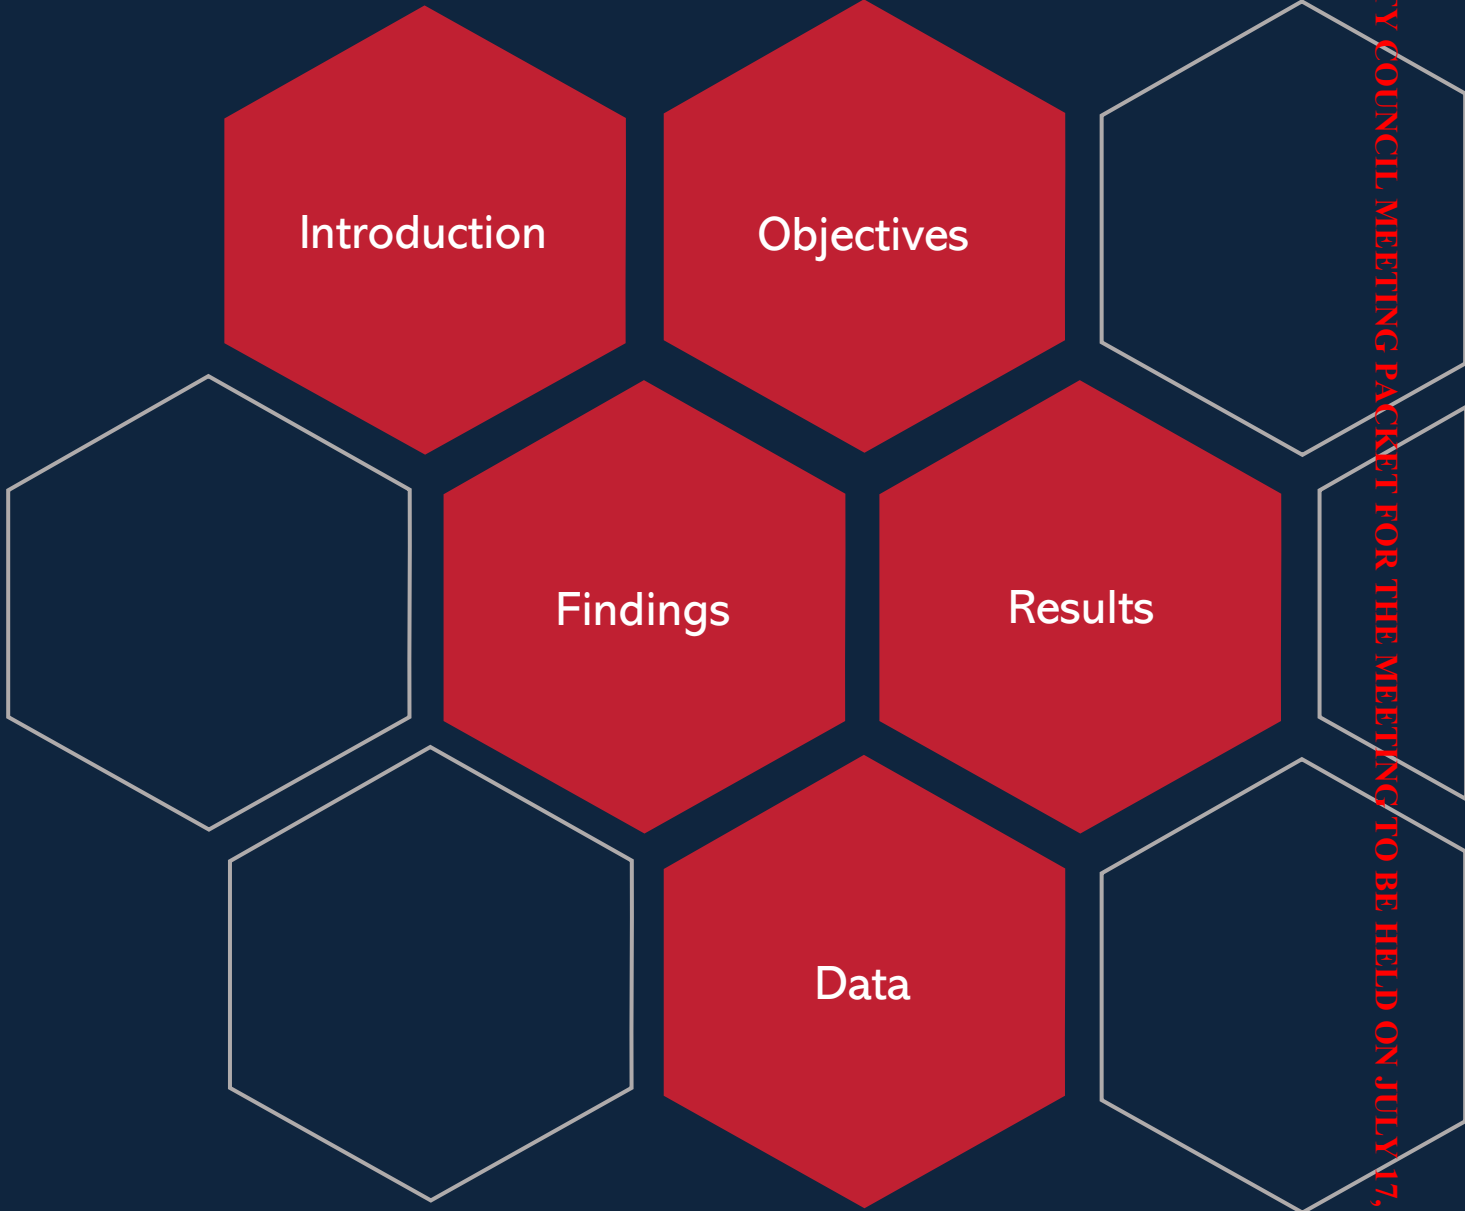 Introduction
Objectives
Findings
Results
Data
COUNCIL MEETING PACKET FOR THE MEETING TO BE HELD ON JULY 17,